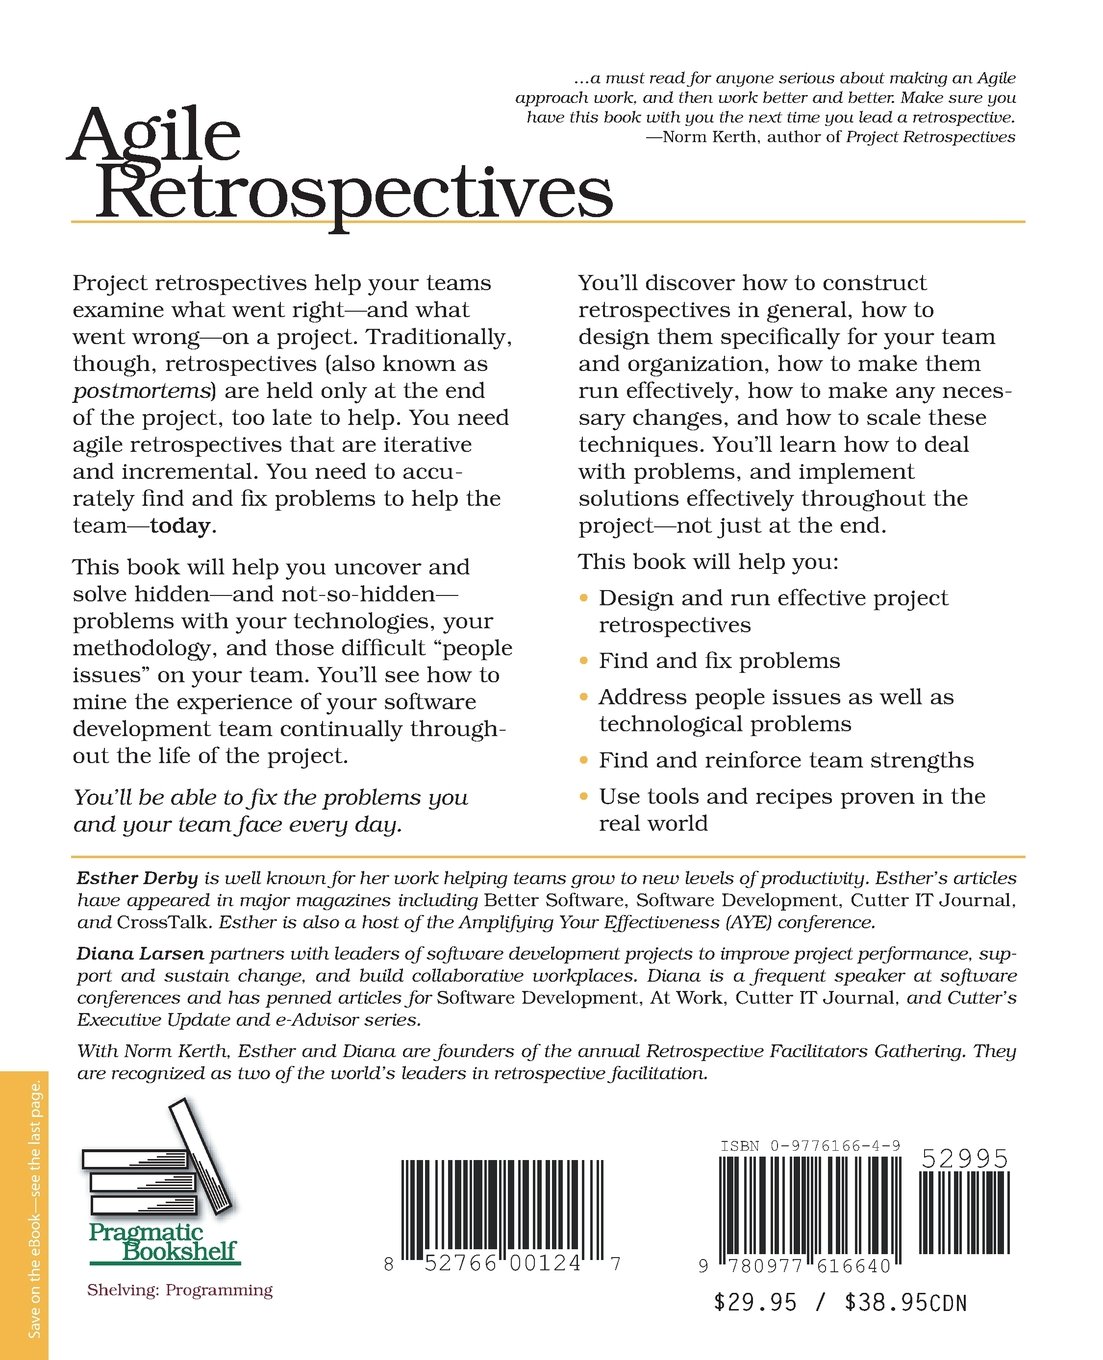 ...a must read for anyone serious about making an Agile
approach work, and then work better and better. Make sure you
have this book with you the next time you lead a retrospective.
—Norm Kerth, author of Project Retrospectives
Agile
Retrospectives
Project retrospectives help your teams
examine what went right—and what
went wrong—on a project. Traditionally,
though, retrospectives (also known as
postmortems) are held only at the end
of the project, too late to help. You need
agile retrospectives that are iterative
and incremental. You need to accu-
rately find and fix problems to help the
team—today.
This book will help you uncover and
solve hidden—and not-so-hidden—
problems with your technologies, your
methodology, and those difficult “people
issues” on your team. You’ll see how to
mine the experience of your software
development team continually through-
out the life of the project.
You’ll be able to fix the problems you
and your team face every day.
You’ll discover how to construct
retrospectives in general, how to
design them specifically for your team
and organization, how to make them
run effectively, how to make any neces-
sary changes, and how to scale these
techniques. You’ll learn how to deal
with problems, and implement
solutions effectively throughout the
project—not just at the end.
This book will help you:
• Design and run effective project
retrospectives
• Find and fix problems
• Address people issues as well as
technological problems
• Find and reinforce team strengths
• Use tools and recipes proven in the
real world
Esther Derby is well known for her work helping teams grow to new levels of productivity. Esther’s articles
have appeared in major magazines including Better Software, Software Development, Cutter IT Journal,
and CrossTalk. Esther is also a host of the Amplifying Your Effectiveness (AYE) conference.
Diana Larsen partners with leaders of software development projects to improve project performance, sup-
port and sustain change, and build collaborative workplaces. Diana is a frequent speaker at software
conferences and has penned articles for Software Development, At Work, Cutter IT Journal, and Cutter’s
Executive Update and e-Advisor series.
With Norm Kerth, Esther and Diana are founders of the annual Retrospective Facilitators Gathering. They
are recognized as two of the world’s leaders in retrospective facilitation.
Save on the eBook—see the last page.
Pragmatic
Bookshelf
Shelving: Programming
8 52766 00124 7
ISBN 0-9776166-4-9
52995
9 780977 616640
$29.95 / $38.95CDN